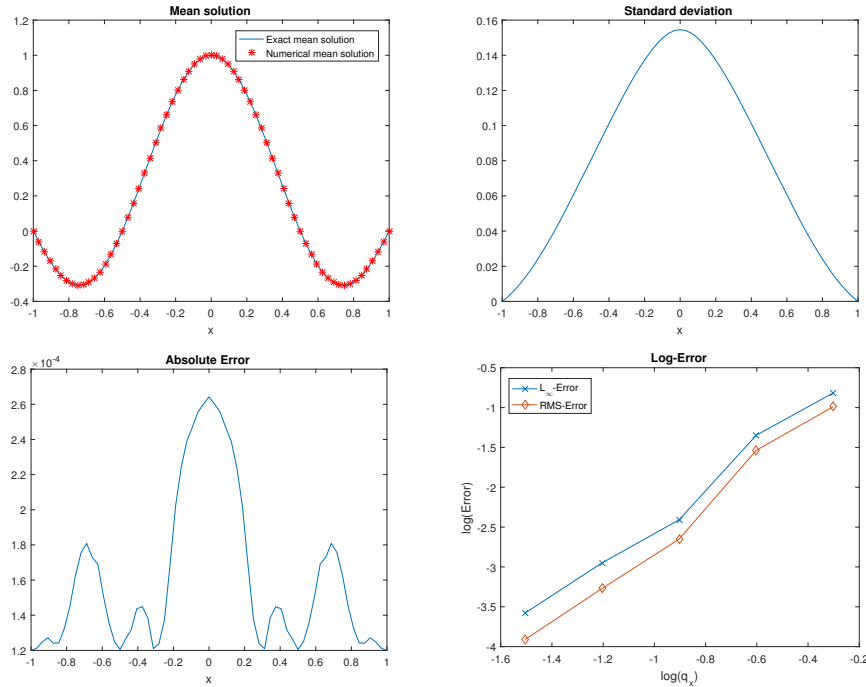 Mean solution
1.2
1
0.8
0.6
0.4
0.2
0
-0.2
-0.4
-1 -0.8 -0.6 -0.4 -0.2 0 0.2 0.4 0.6 0.8 1
x
Exact mean solution
Numerical mean solution
Standard deviation
0.16
0.14
0.12
0.1
0.08
0.06
0.04
0.02
0
-1 -0.8 -0.6 -0.4 -0.2 0 0.2 0.4 0.6 0.8 1
x
Absolute Error
×10⁻⁴
2.8
2.6
2.4
2.2
2
1.8
1.6
1.4
1.2
-1 -0.8 -0.6 -0.4 -0.2 0 0.2 0.4 0.6 0.8 1
x
Log-Error
L∞-Error
RMS-Error
log(Error)
-0.5
-1
-1.5
-2
-2.5
-3
-3.5
-4
-1.6 -1.4 -1.2 -1 -0.8 -0.6 -0.4 -0.2
log(qₓ)